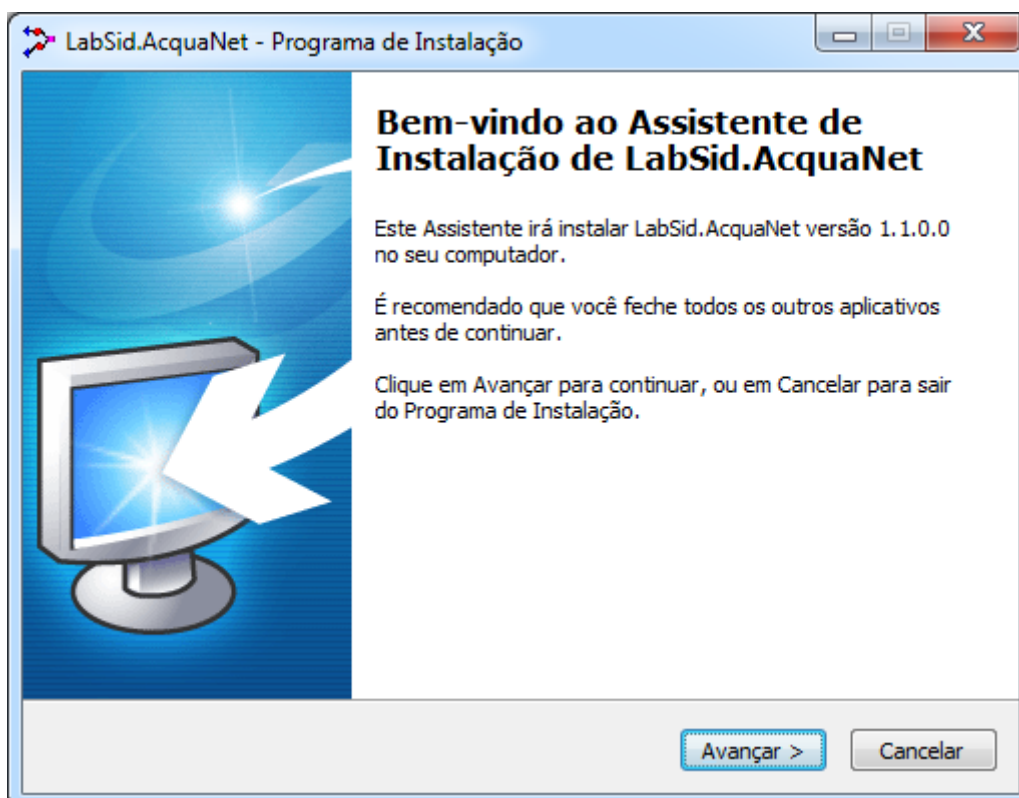 LabSid.AcquaNet - Programa de Instalação
Bem-vindo ao Assistente de
Instalação de LabSid.AcquaNet
Este Assistente irá instalar LabSid.AcquaNet versão 1.1.0.0
no seu computador.
É recomendado que você feche todos os outros aplicativos
antes de continuar.
Clique em Avançar para continuar, ou em Cancelar para sair
do Programa de Instalação.
Avançar >
Cancelar